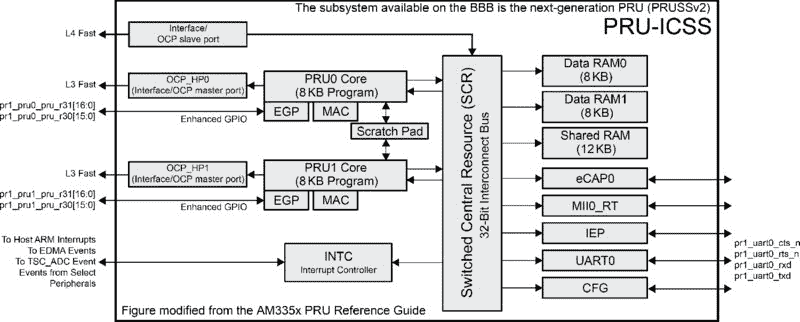 The subsystem available on the BBB is the next-generation PRU (PRUSSv2)
PRU-ICSS
L4 Fast
Interface/
OCP slave port
L3 Fast
OCP_HP0
(Interface/OCP master port)
PRU0 Core
(8 KB Program)
EGP
MAC
pr1_pru0_pru_r31[16:0]
pr1_pru0_pru_r30[15:0]
Enhanced GPIO
Scratch Pad
L3 Fast
OCP_HP1
(Interface/OCP master port)
PRU1 Core
(8 KB Program)
EGP
MAC
pr1_pru1_pru_r31[16:0]
pr1_pru1_pru_r30[15:0]
Enhanced GPIO
To Host ARM Interrupts
To EDMA Events
To TSC_ADC Event
Events from Select
Peripherals
INTC
Interrupt Controller
Switched Central Resource (SCR)
32-Bit Interconnect Bus
Data RAM0
(8 KB)
Data RAM1
(8 KB)
Shared RAM
(12 KB)
eCAP0
MII0_RT
IEP
UART0
CFG
pr1_uart0_cts_n
pr1_uart0_rts_n
pr1_uart0_rxd
pr1_uart0_txd
Figure modified from the AM335x PRU Reference Guide